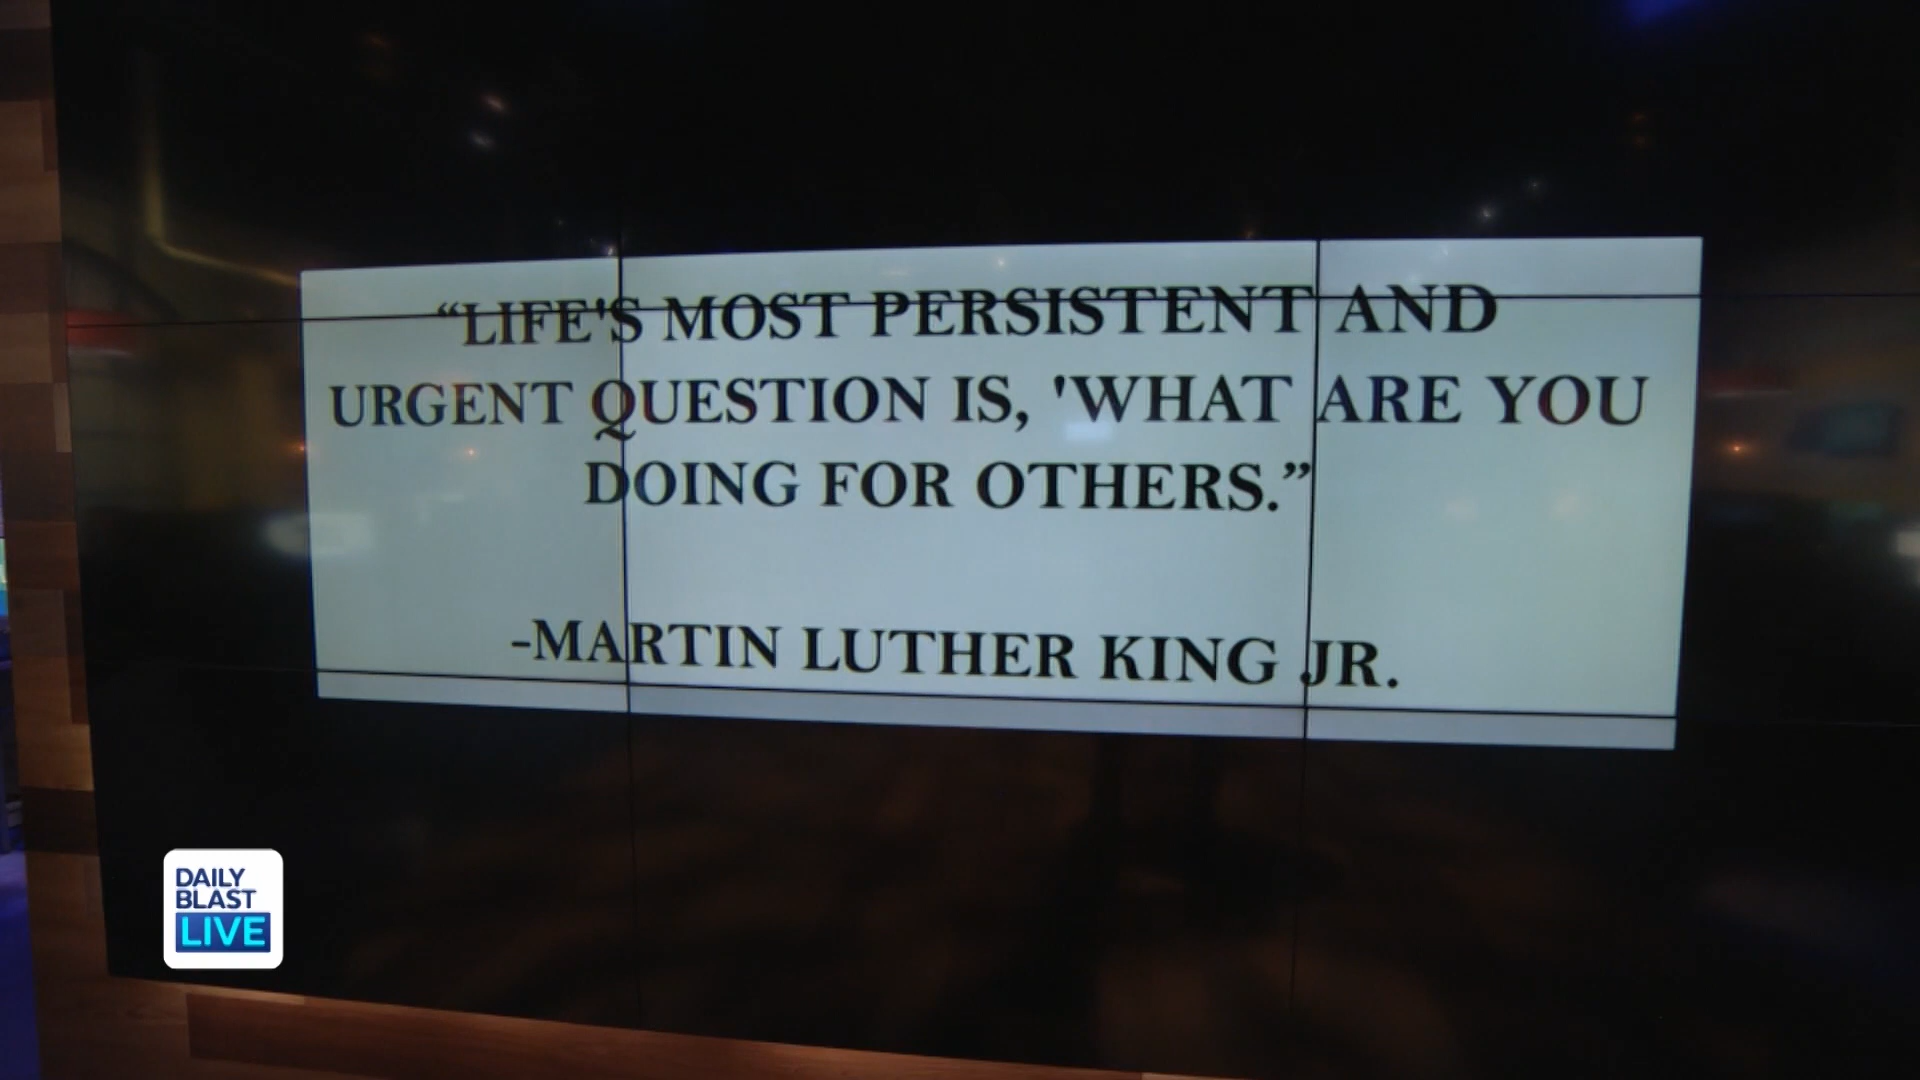 “LIFE'S MOST PERSISTENT AND
URGENT QUESTION IS, 'WHAT ARE YOU
DOING FOR OTHERS.”
-MARTIN LUTHER KING JR.
DAILY
BLAST
LIVE